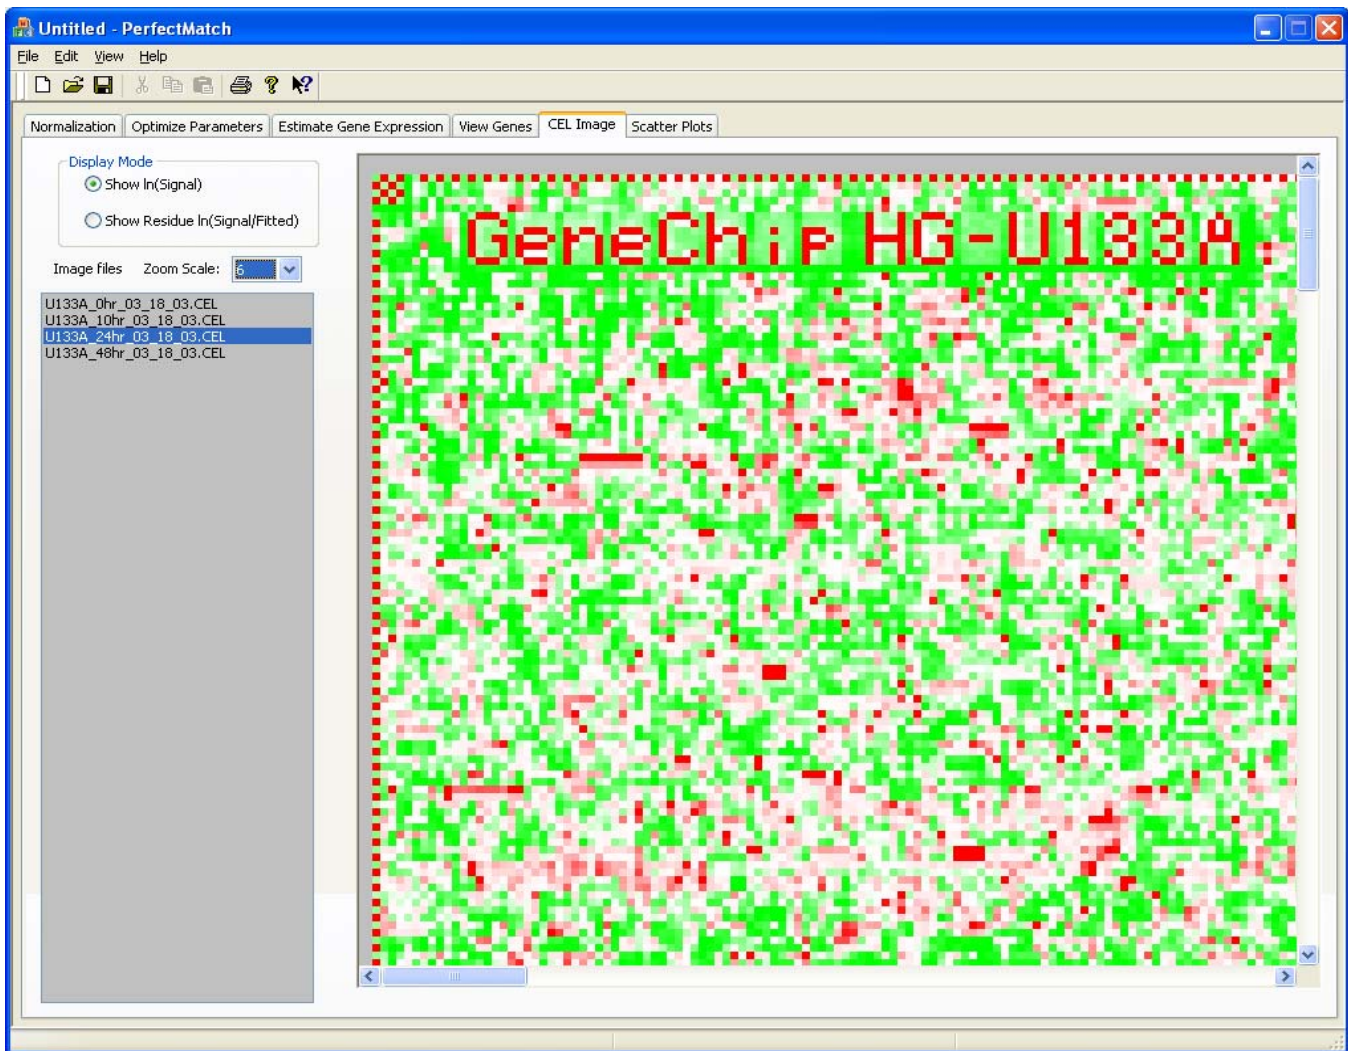 Untitled - PerfectMatch
File Edit View Help
Normalization Optimize Parameters Estimate Gene Expression View Genes CEL Image Scatter Plots
Display Mode
Show ln(Signal)
Show Residue ln(Signal/Fitted)
Image files Zoom Scale: 6
U133A_0hr_03_18_03.CEL
U133A_10hr_03_18_03.CEL
U133A_24hr_03_18_03.CEL
U133A_48hr_03_18_03.CEL
GeneChip HG-U133A